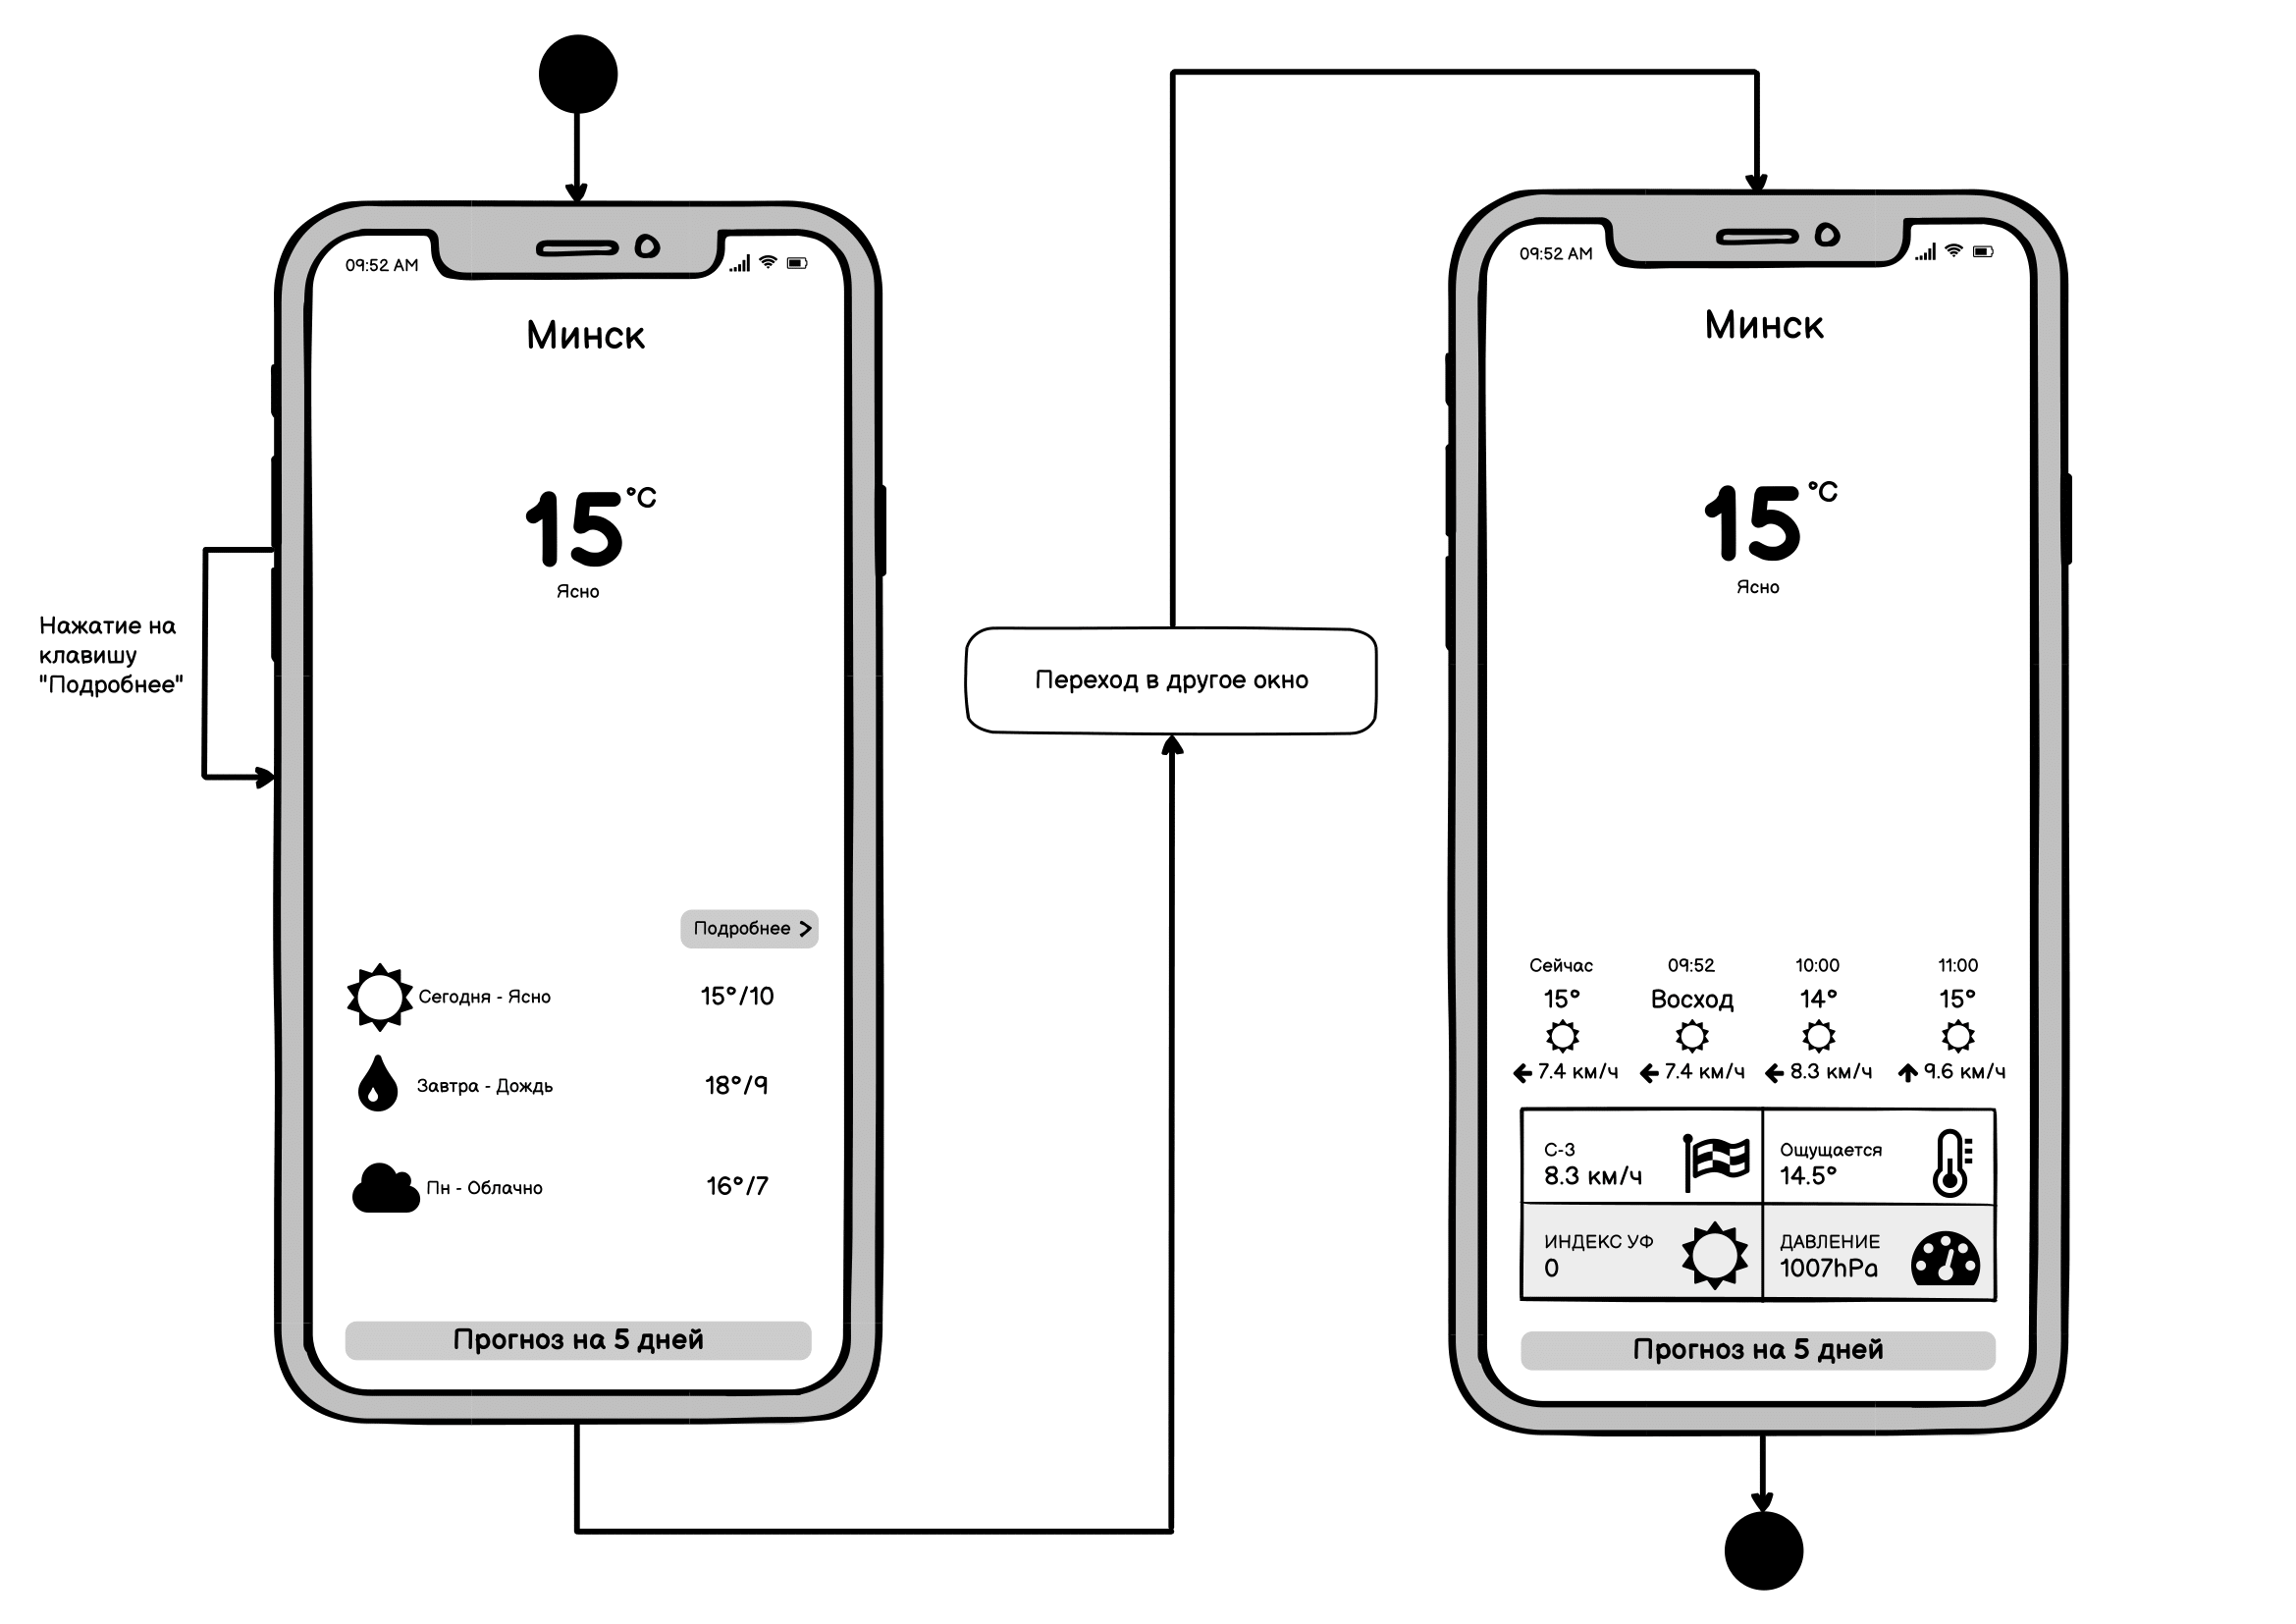 09:52 AM
Минск
15 °C
Ясно
Нажатие на
клавишу
"Подробнее"
Подробнее >
Сегодня - Ясно 15°/10
Завтра - Дождь 18°/9
Пн - Облачно 16°/7
Прогноз на 5 дней
Переход в другое окно
09:52 AM
Минск
15 °C
Ясно
Сейчас 09:52 10:00 11:00
15° Восход 14° 15°
7.4 км/ч 7.4 км/ч 8.3 км/ч 9.6 км/ч
С-З Ощущается
8.3 км/ч 14.5°
ИНДЕКС УФ ДАВЛЕНИЕ
0 1007hPa
Прогноз на 5 дней